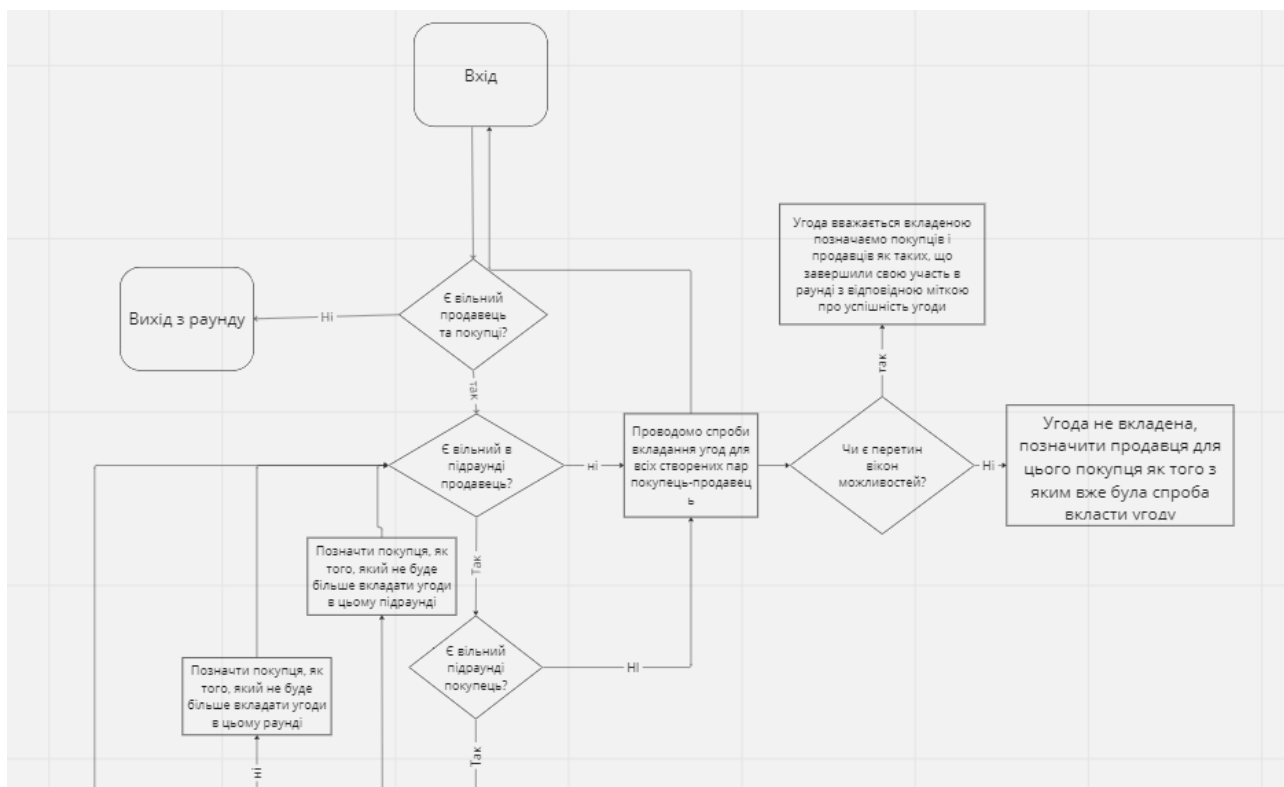 Вхід
Угода вважається вкладеною
позначаємо покупців і
продавців як таких, що
завершили свою участь в
раунді з відповідною міткою
про успішність угоди
Є вільний
продавець
та покупці?
Вихід з раунду
Ні
так
так
Є вільний в
підраунді
продавець?
ні
Проводомо спроби
вкладання угод для
всіх створених пар
покупець-продавец
ь
Чи є перетин
вікон
можливостей?
Ні
Угода не вкладена,
позначити продавця для
цього покупця як того з
яким вже була спроба
вкласти угоду
Позначти покупця, як
того, який не буде
більше вкладати угоди
в цьому підраунді
Так
Є вільний
підраунді
покупець?
НІ
Позначти покупця, як
того, який не буде
більше вкладати угоди
в цьому раунді
ні
Так